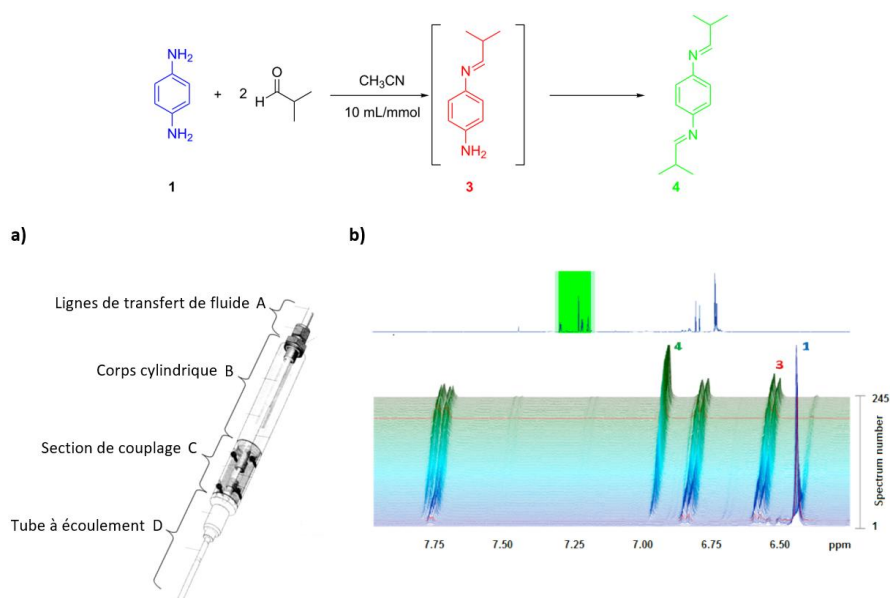 NH₂
NH₂
1
+
2
O
H
CH₃CN
10 mL/mmol
N
NH₂
3
N
N
4
a)
Lignes de transfert de fluide A
Corps cylindrique B
Section de couplage C
Tube à écoulement D
b)
4
1
3
245
Spectrum number
1
7.75
7.50
7.25
7.00
6.75
6.50
ppm